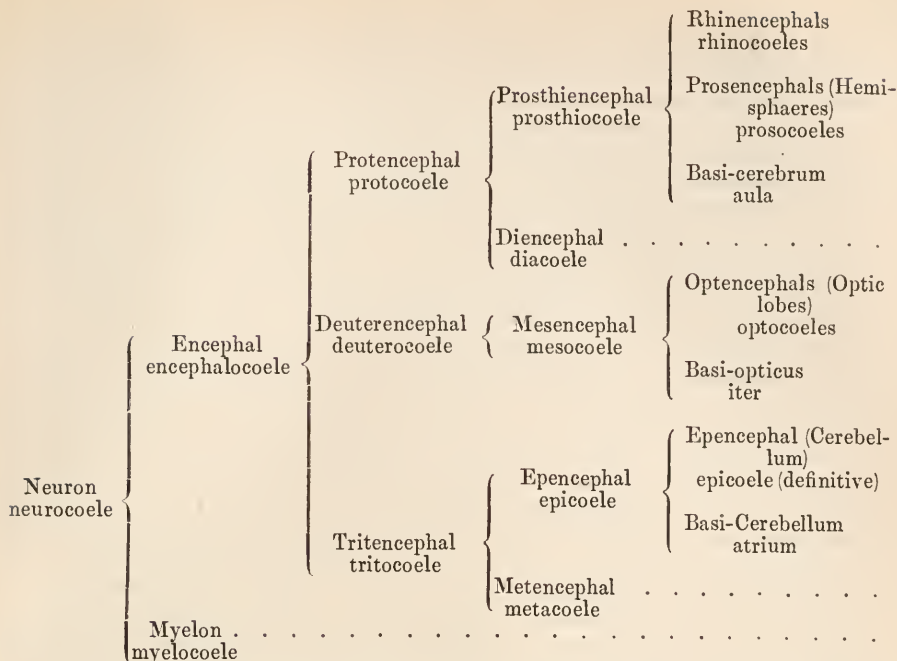 Rhinencephals
rhinocoeles
Prosthiencephal
prosthiocoele
Prosencephals (Hemi-
sphaeres)
prosocoeles
Protencephal
protocoele
Basi-cerebrum
aula
Diencephal . . . . . . . . . .
diacoele
Optencephals (Optic
lobes)
optocoeles
Encephal
encephalocoele
Deuterencephal
deuterocoele
Mesencephal
mesocoele
Basi-opticus
iter
Epencephal (Cerebel-
lum)
epicoele (definitive)
Neuron
neurocoele
Epencephal
epicoele
Basi-Cerebellum
atrium
Tritencephal
tritocoele
Metencephal . . . . . . . . .
metacoele
Myelon . . . . . . . . . . . . . . . . . . . . . .
myelocoele